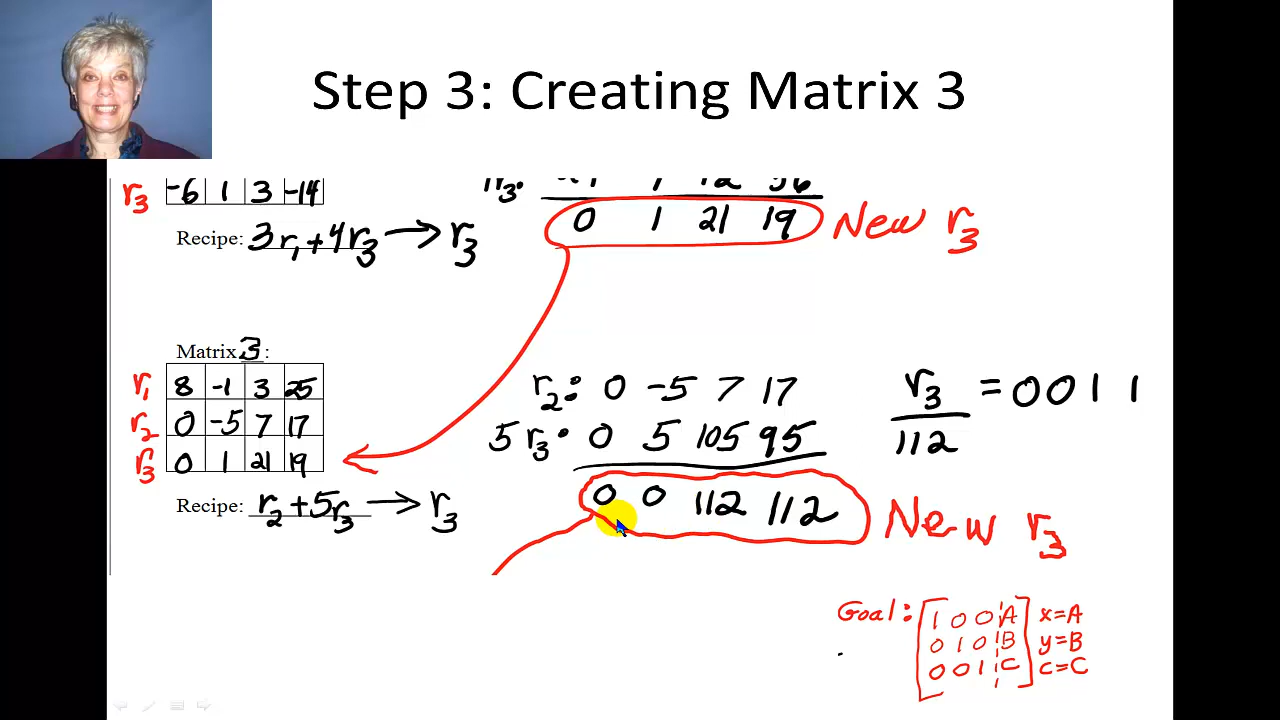 Step 3: Creating Matrix 3
r3 -6 1 3 -14
Recipe: 3r1+4r3 → r3
0 1 21 19 New r3
Matrix 3:
r1 8 -1 3 25
r2 0 -5 7 17
r3 0 1 21 19
Recipe: r2+5r3 → r3
r2: 0 -5 7 17
5r3: 0 5 105 95
0 0 112 112 New r3
r3/112 = 0 0 1 1
Goal: [1 0 0 A] x=A
0 1 0 B y=B
0 0 1 C c=C